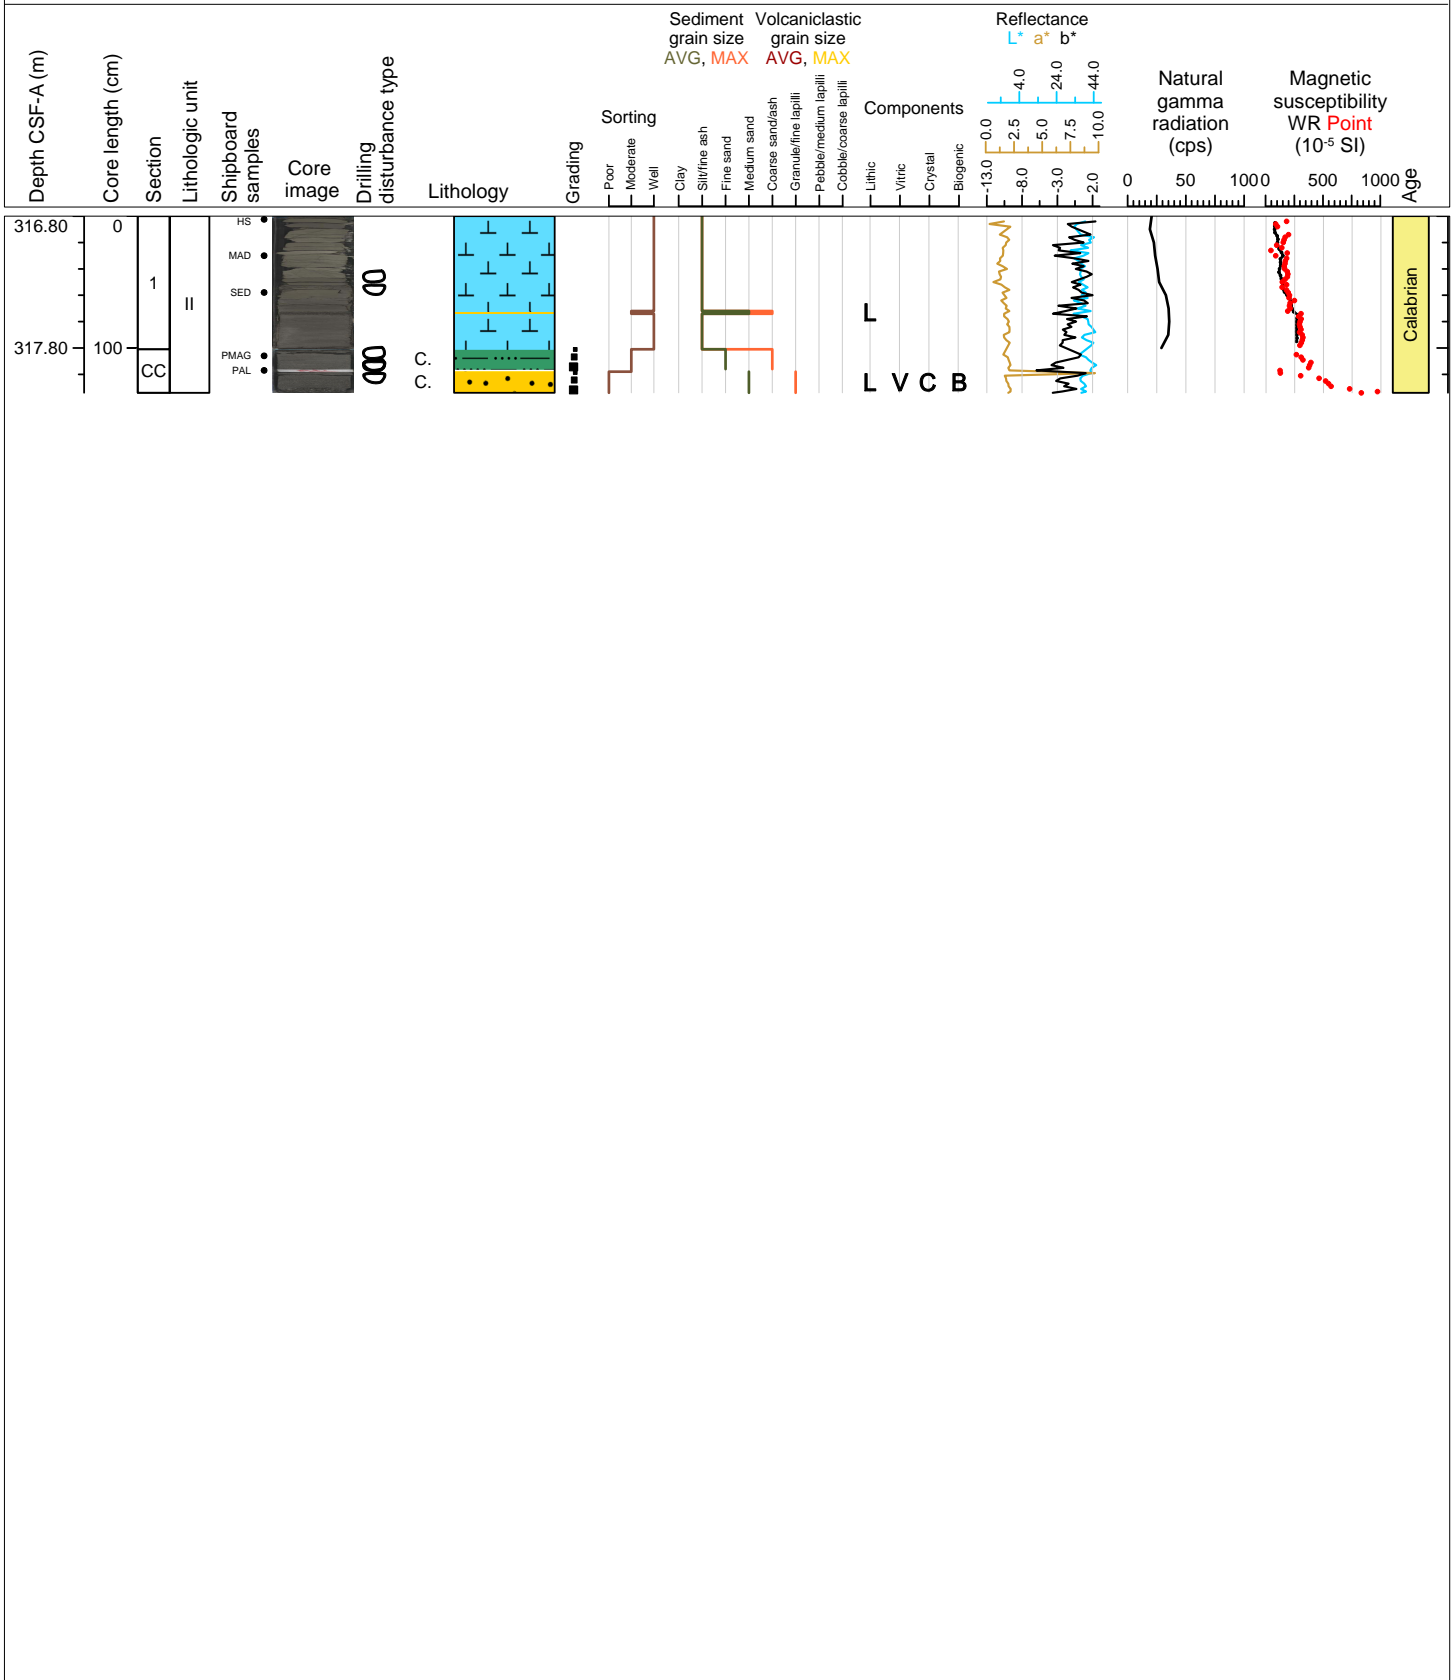 Depth CSF-A (m)
Core length (cm)
Section
Lithologic unit
Shipboard
samples
Core
image
Drilling
disturbance type
Lithology
Grading
Sorting
Poor
Moderate
Well
Sediment
grain size
AVG, MAX
Volcaniclastic
grain size
AVG, MAX
Clay
Silt/fine ash
Fine sand
Medium sand
Coarse sand/ash
Granule/fine lapilli
Pebble/medium lapilli
Cobble/coarse lapilli
Components
Lithic
Vitric
Crystal
Biogenic
Reflectance
L* a* b*
4.0 24.0 44.0
0.0 2.5 5.0 7.5 10.0
-13.0 -8.0 -3.0 2.0
Natural
gamma
radiation
(cps)
0 50 100
Magnetic
susceptibility
WR Point
(10-5 SI)
0 500 1000
Age
316.80 0
HS
MAD
1
SED
II
L
Calabrian
317.80 100
PMAG
C.
CC
PAL
C.
L V C B